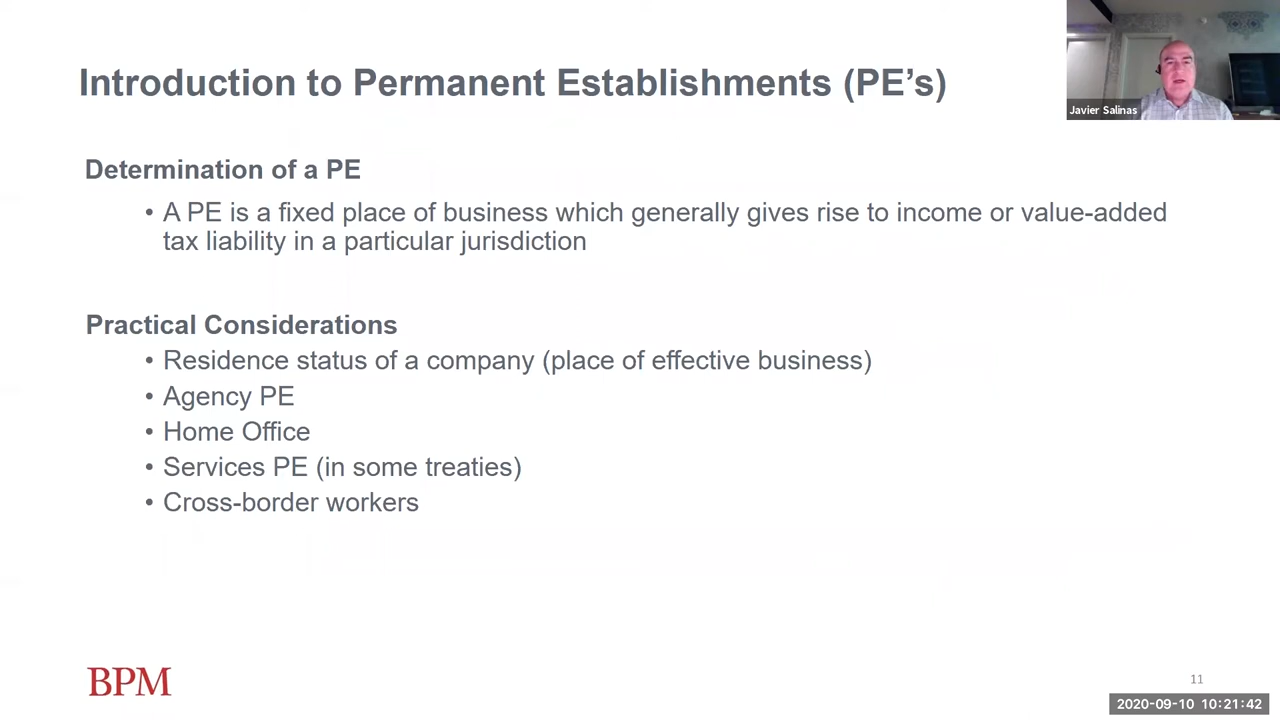 Introduction to Permanent Establishments (PE’s)
Javier Salinas
Determination of a PE
• A PE is a fixed place of business which generally gives rise to income or value-added
tax liability in a particular jurisdiction
Practical Considerations
• Residence status of a company (place of effective business)
• Agency PE
• Home Office
• Services PE (in some treaties)
• Cross-border workers
BPM
11
2020-09-10 10:21:42